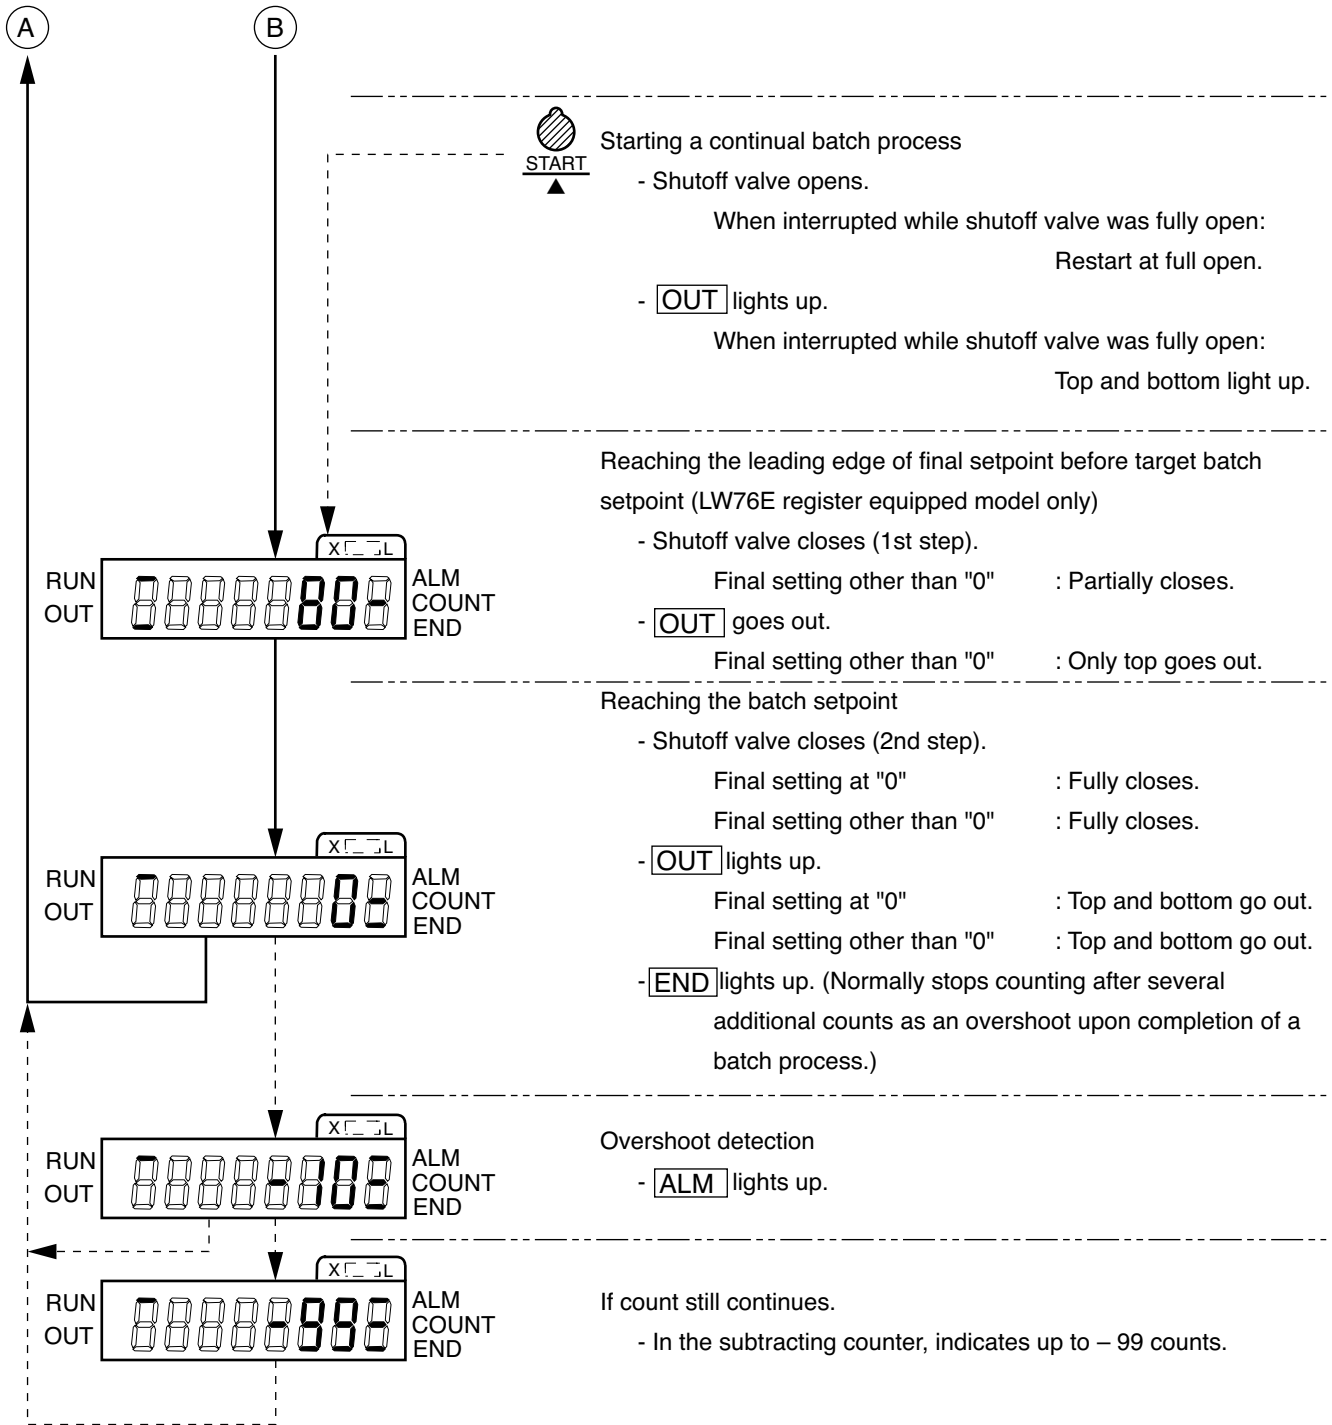 A B
START
Starting a continual batch process
- Shutoff valve opens.
When interrupted while shutoff valve was fully open:
Restart at full open.
- OUT lights up.
When interrupted while shutoff valve was fully open:
Top and bottom light up.
Reaching the leading edge of final setpoint before target batch
setpoint (LW76E register equipped model only)
- Shutoff valve closes (1st step).
Final setting other than "0" : Partially closes.
- OUT goes out.
Final setting other than "0" : Only top goes out.
X L
RUN ALM
OUT 80- COUNT
END
Reaching the batch setpoint
- Shutoff valve closes (2nd step).
Final setting at "0" : Fully closes.
Final setting other than "0" : Fully closes.
- OUT lights up.
Final setting at "0" : Top and bottom go out.
Final setting other than "0" : Top and bottom go out.
- END lights up. (Normally stops counting after several
additional counts as an overshoot upon completion of a
batch process.)
X L
RUN ALM
OUT 0 COUNT
END
Overshoot detection
- ALM lights up.
X L
RUN ALM
OUT -10 COUNT
END
If count still continues.
- In the subtracting counter, indicates up to – 99 counts.
X L
RUN ALM
OUT -99 COUNT
END